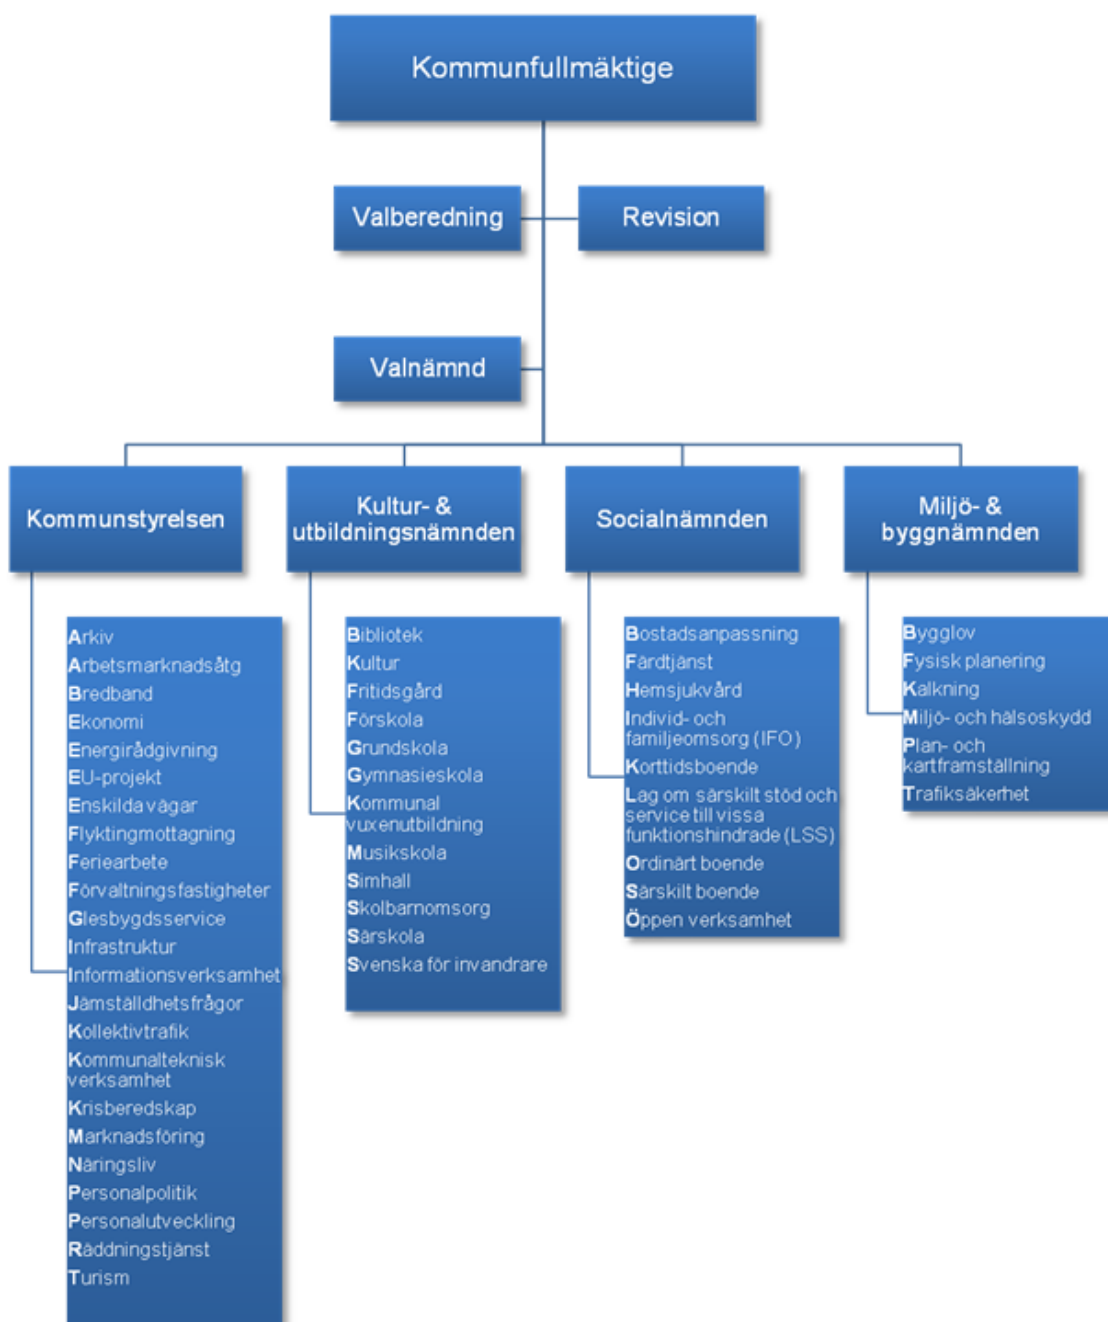 Kommunfullmäktige
Valberedning
Revision
Valnämnd
Kommunstyrelsen
Arkiv
Arbetsmarknadsåtg
Bredband
Ekonomi
Energirådgivning
EU-projekt
Enskilda vägar
Flyktingmottagning
Feriearbete
Förvaltningsfastigheter
Glesbygdsservice
Infrastruktur
Informationsverksamhet
Jämställdhetsfrågor
Kollektivtrafik
Kommunalteknisk
verksamhet
Krisberedskap
Marknadsföring
Näringsliv
Personalpolitik
Personalutveckling
Räddningstjänst
Turism
Kultur- &
utbildningsnämnden
Bibliotek
Kultur
Fritidsgård
Förskola
Grundskola
Gymnasieskola
Kommunal
vuxenutbildning
Musikskola
Simhall
Skolbarnomsorg
Särskola
Svenska för invandrare
Socialnämnden
Bostadsanpassning
Färdtjänst
Hemsjukvård
Individ- och
familjeomsorg (IFO)
Korttidsboende
Lag om särskilt stöd och
service till vissa
funktionshindrade (LSS)
Ordinärt boende
Särskilt boende
Öppen verksamhet
Miljö- &
byggnämnden
Bygglov
Fysisk planering
Kalkning
Miljö- och hälsoskydd
Plan- och
kartframställning
Trafiksäkerhet